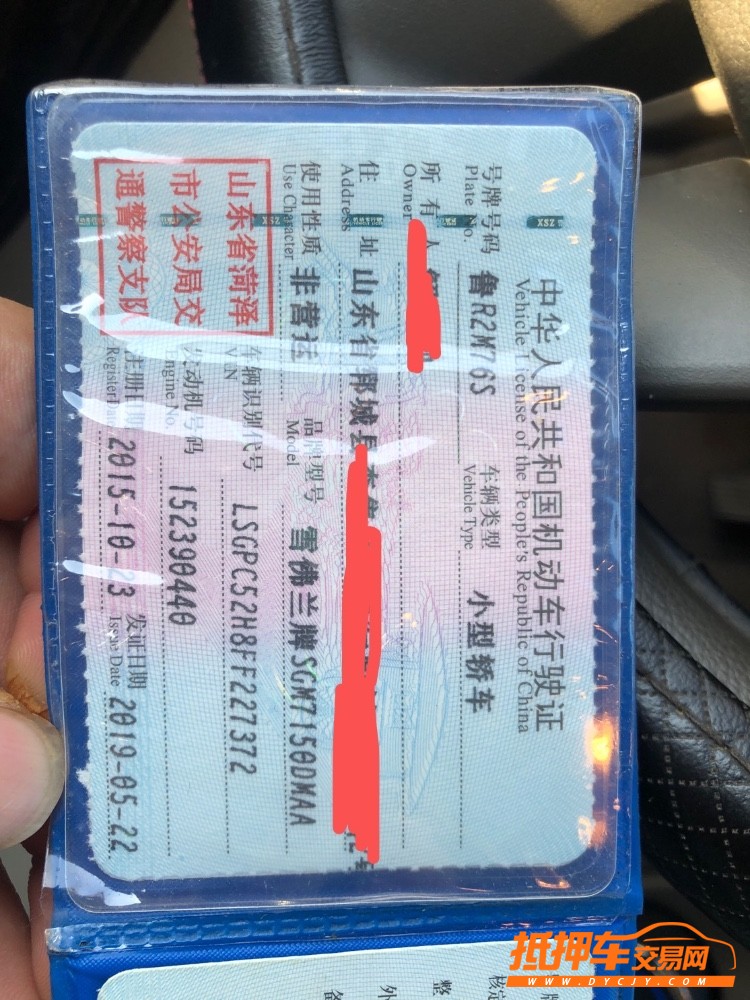 中华人民共和国机动车行驶证
Vehicle License of the People's Republic of China
号牌号码 鲁R2M76S 车辆类型 小型轿车
Plate No. Vehicle Type
所有人
Owner
住址 山东省郓城县
Address
使用性质 非营运 品牌型号 雪佛兰牌SGM7150DMAA
Use Character Model
车辆识别代号 LSGPC52H8FF227372
VIN
发动机号码 152390440
Engine No.
注册日期 2015-10-23 发证日期 2019-05-22
Register Date Issue Date
山东省菏泽
市公安局交
通警察支队
XSZ
核定
整
外
备
抵押车交易网
WWW.DYCJY.COM